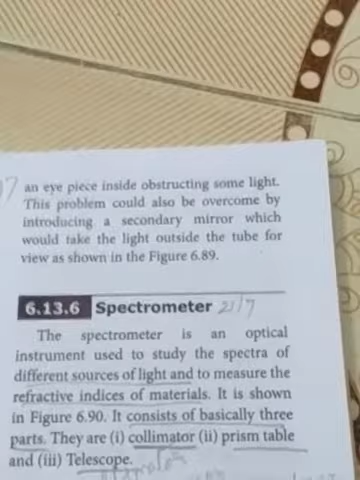 an eye piece inside obstructing some light.
This problem could also be overcome by
introducing a secondary mirror which
would take the light outside the tube for
view as shown in the Figure 6.89.
6.13.6 Spectrometer 21/7
The spectrometer is an optical
instrument used to study the spectra of
different sources of light and to measure the
refractive indices of materials. It is shown
in Figure 6.90. It consists of basically three
parts. They are (i) collimator (ii) prism table
and (iii) Telescope.